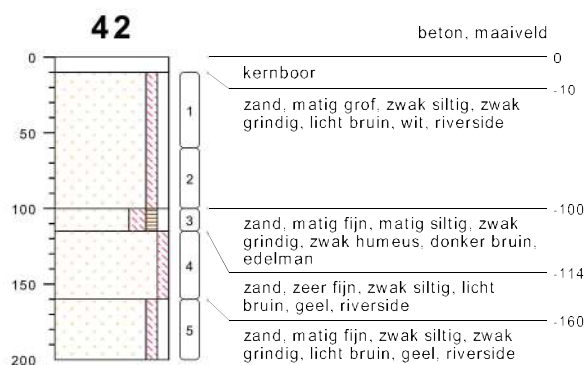 42
beton, maaiveld
0
0
kernboor
-10
zand, matig grof, zwak siltig, zwak
grindig, licht bruin, wit, riverside
1
50
2
100
-100
3
zand, matig fijn, matig siltig, zwak
grindig, zwak humeus, donker bruin,
edelman
-114
4
zand, zeer fijn, zwak siltig, licht
bruin, geel, riverside
150
-160
5
zand, matig fijn, zwak siltig, zwak
grindig, licht bruin, geel, riverside
200